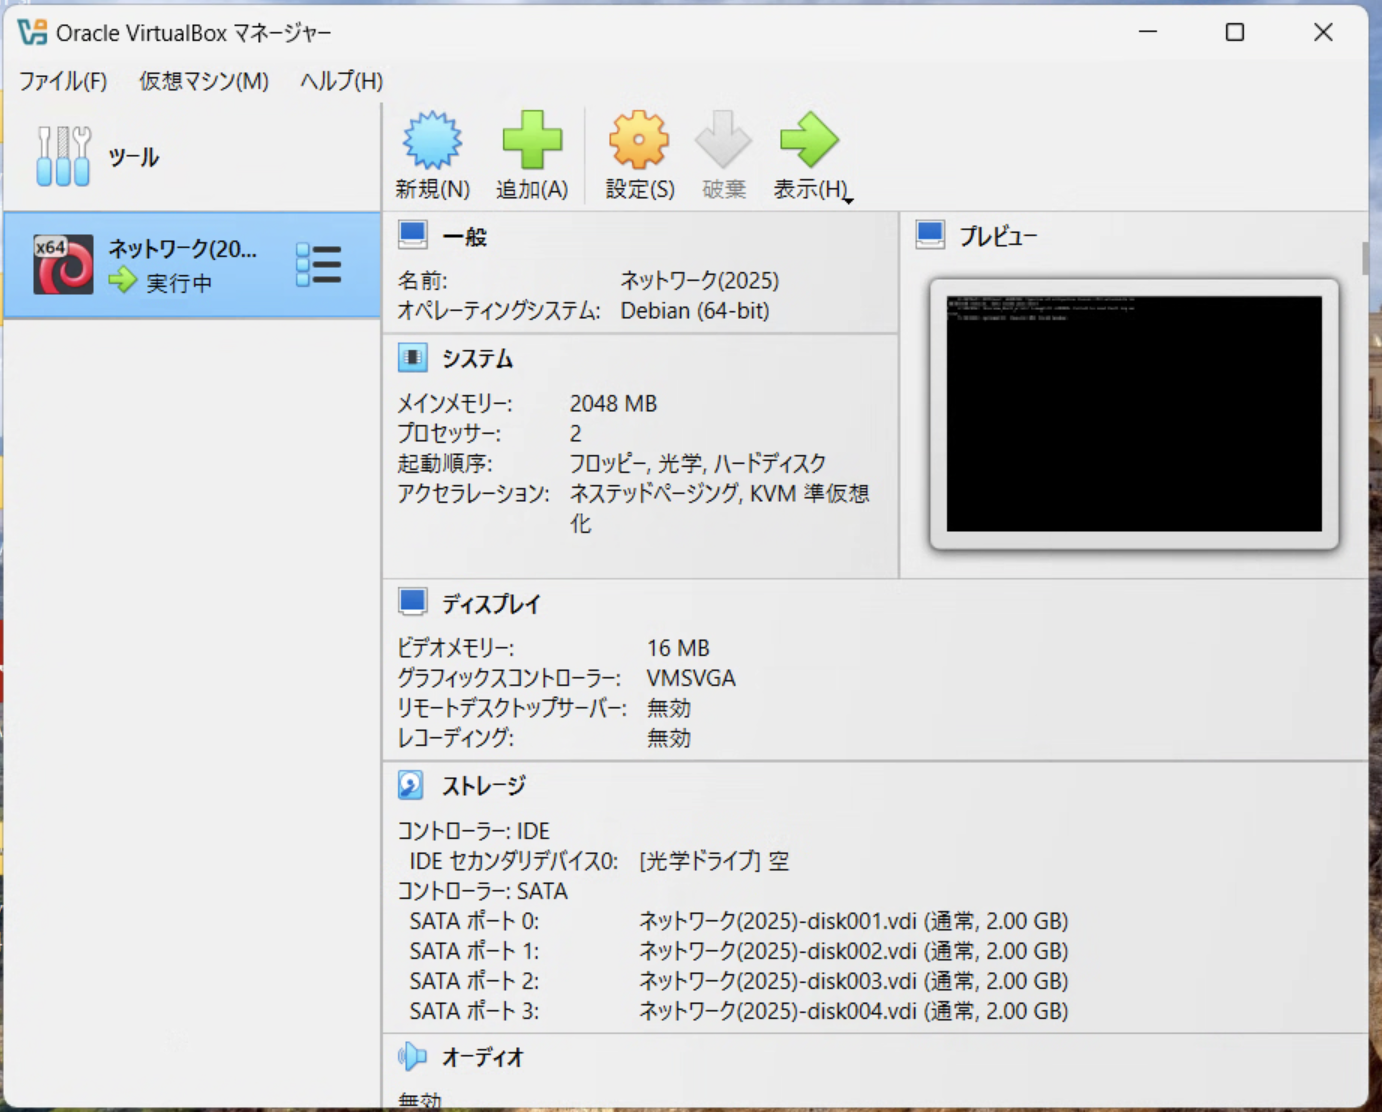 Oracle VirtualBox マネージャー
ファイル(F) 仮想マシン(M) ヘルプ(H)
ツール
新規(N) 追加(A) 設定(S) 破棄 表示(H)
x64
ネットワーク(20...
実行中
一般
名前: ネットワーク(2025)
オペレーティングシステム: Debian (64-bit)
プレビュー
システム
メインメモリー: 2048 MB
プロセッサー: 2
起動順序: フロッピー, 光学, ハードディスク
アクセラレーション: ネステッドページング, KVM 準仮想
化
ディスプレイ
ビデオメモリー: 16 MB
グラフィックスコントローラー: VMSVGA
リモートデスクトップサーバー: 無効
レコーディング: 無効
ストレージ
コントローラー: IDE
IDE セカンダリデバイス0: [光学ドライブ] 空
コントローラー: SATA
SATA ポート 0: ネットワーク(2025)-disk001.vdi (通常, 2.00 GB)
SATA ポート 1: ネットワーク(2025)-disk002.vdi (通常, 2.00 GB)
SATA ポート 2: ネットワーク(2025)-disk003.vdi (通常, 2.00 GB)
SATA ポート 3: ネットワーク(2025)-disk004.vdi (通常, 2.00 GB)
オーディオ
無効